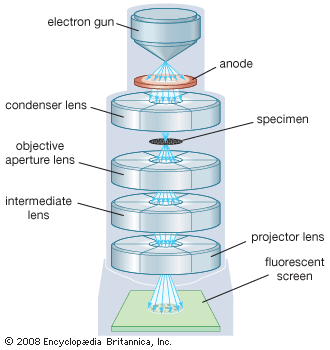 electron gun
anode
condenser lens
specimen
objective
aperture lens
intermediate
lens
projector lens
fluorescent
screen
© 2008 Encyclopædia Britannica, Inc.